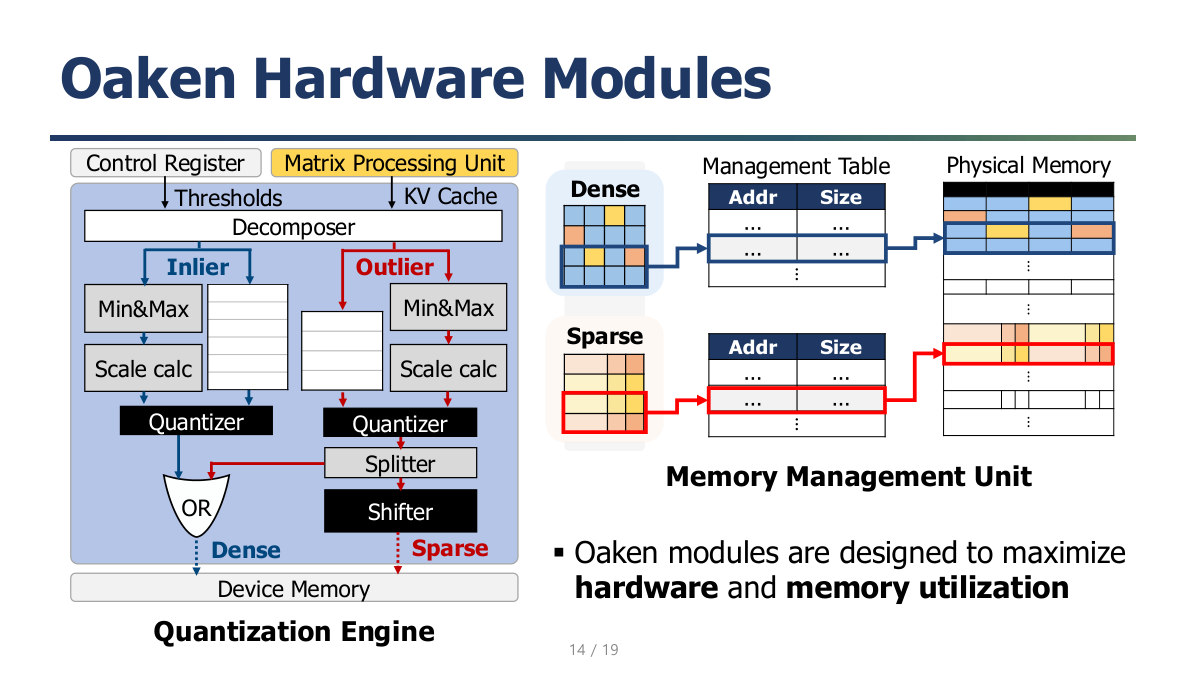 Oaken Hardware Modules
Control Register
Matrix Processing Unit
Thresholds
KV Cache
Decomposer
Inlier
Outlier
Min&Max
Min&Max
Scale calc
Scale calc
Quantizer
Quantizer
Splitter
OR
Shifter
Dense
Sparse
Device Memory
Quantization Engine
Dense
Management Table
Physical Memory
Addr Size
... ...
... ...
⋮
Sparse
Addr Size
... ...
... ...
⋮
⋮
⋮
⋮
⋮
Memory Management Unit
▪ Oaken modules are designed to maximize
hardware and memory utilization
14 / 19